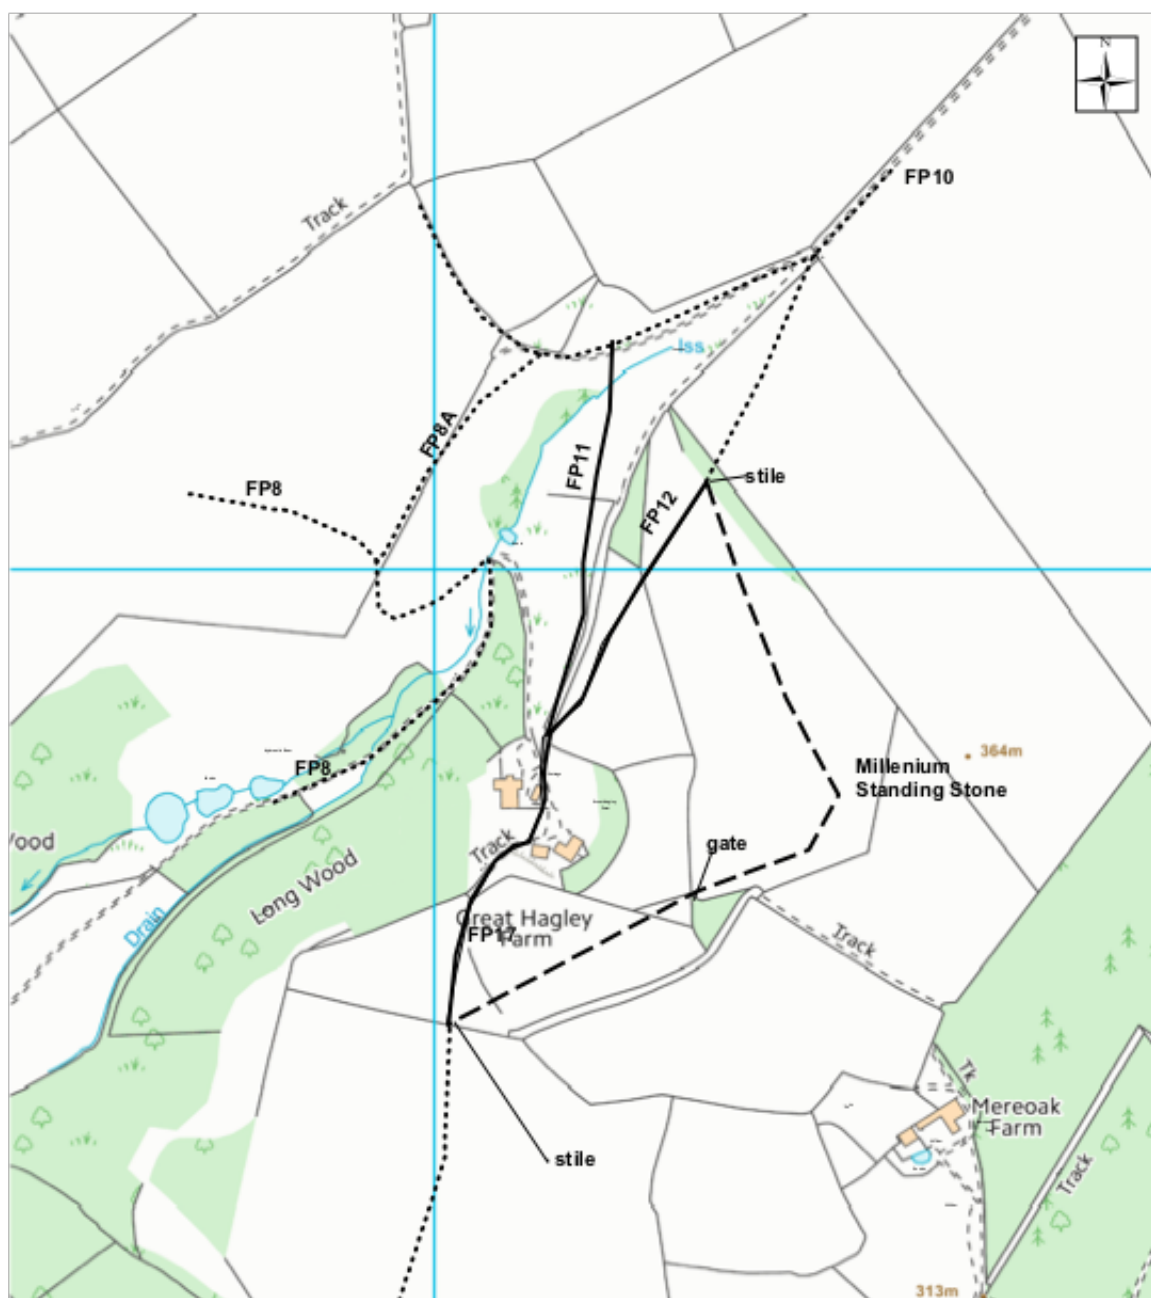 N
FP10
Track
Iss
FP8A
FP11
FP8
FP12
stile
364m
Millenium
Standing Stone
FP8
Wood
Track
gate
Long Wood
Great Hagley
Farm
FP17
Drain
Track
Tk
Mereoak
Farm
stile
Track
313m